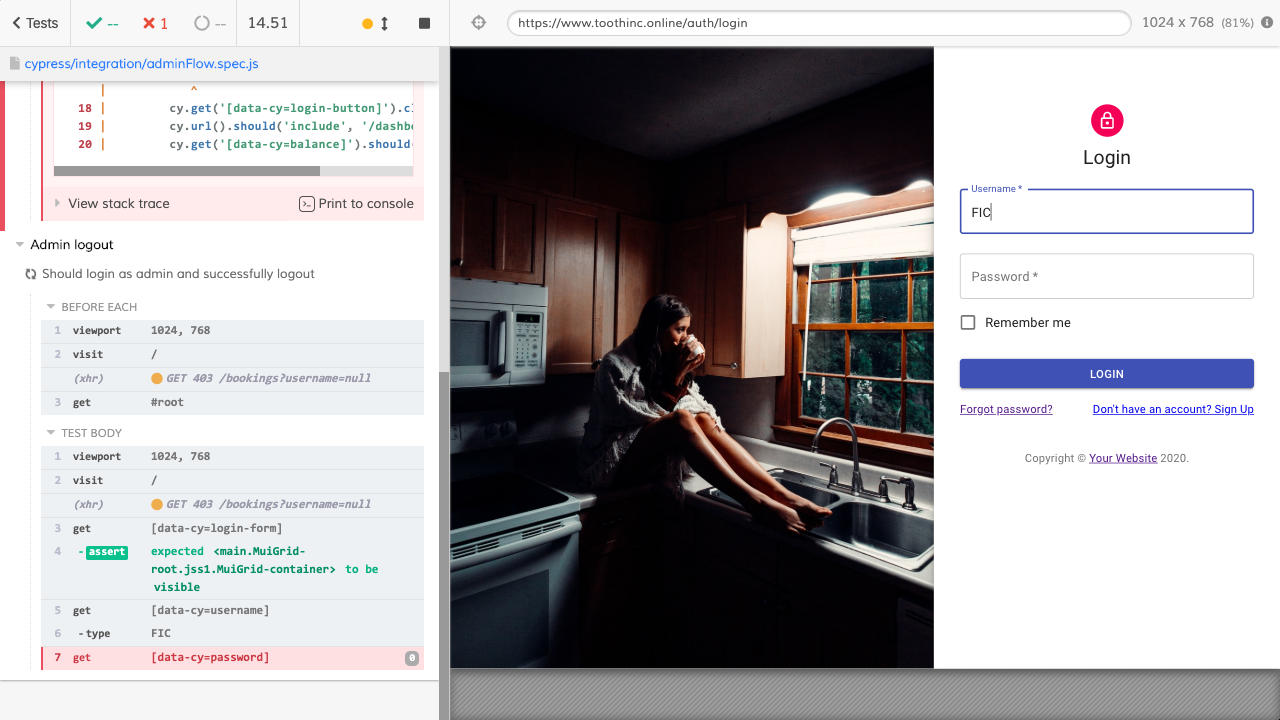 Tests
--
1
--
14.51
https://www.toothinc.online/auth/login
1024 x 768 (81%)
cypress/integration/adminFlow.spec.js
18 | cy.get('[data-cy=login-button]').cl
19 | cy.url().should('include', '/dashbo
20 | cy.get('[data-cy=balance]').should(
View stack trace
Print to console
Admin logout
Should login as admin and successfully logout
BEFORE EACH
1 viewport 1024, 768
2 visit /
(xhr) GET 403 /bookings?username=null
3 get #root
TEST BODY
1 viewport 1024, 768
2 visit /
(xhr) GET 403 /bookings?username=null
3 get [data-cy=login-form]
4 -assert expected <main.MuiGrid-
root.jss1.MuiGrid-container> to be
visible
5 get [data-cy=username]
6 -type FIC
7 get [data-cy=password] 0
Login
Username *
FIC
Password *
Remember me
LOGIN
Forgot password?
Don't have an account? Sign Up
Copyright © Your Website 2020.